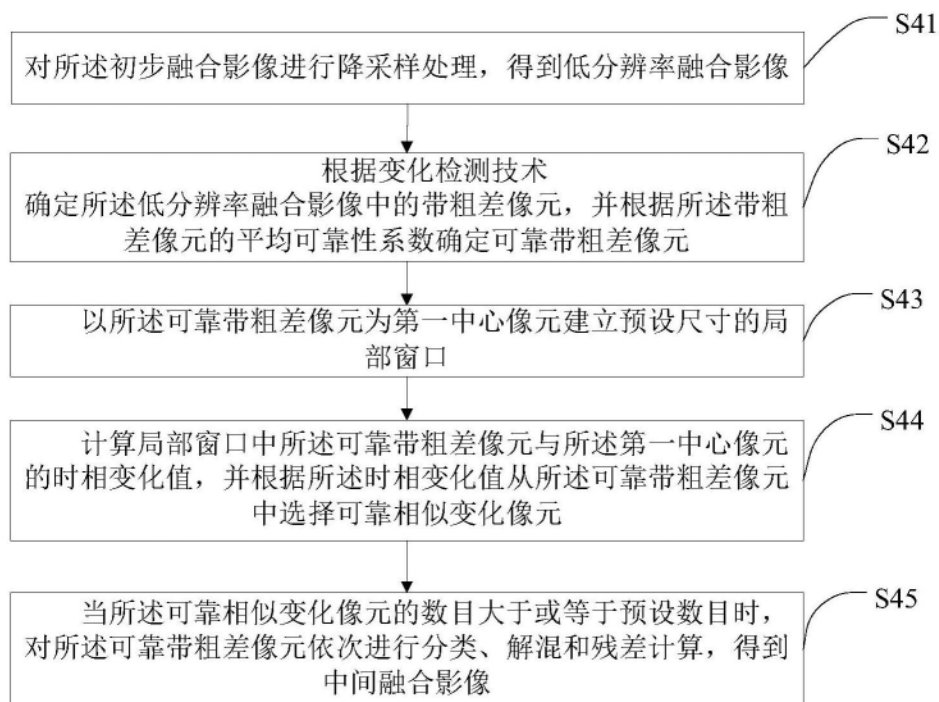 S41
对所述初步融合影像进行降采样处理，得到低分辨率融合影像
S42
根据变化检测技术
确定所述低分辨率融合影像中的带粗差像元，并根据所述带粗
差像元的平均可靠性系数确定可靠带粗差像元
S43
以所述可靠带粗差像元为第一中心像元建立预设尺寸的局
部窗口
S44
计算局部窗口中所述可靠带粗差像元与所述第一中心像元
的时相变化值，并根据所述时相变化值从所述可靠带粗差像元
中选择可靠相似变化像元
S45
当所述可靠相似变化像元的数目大于或等于预设数目时，
对所述可靠带粗差像元依次进行分类、解混和残差计算，得到
中间融合影像